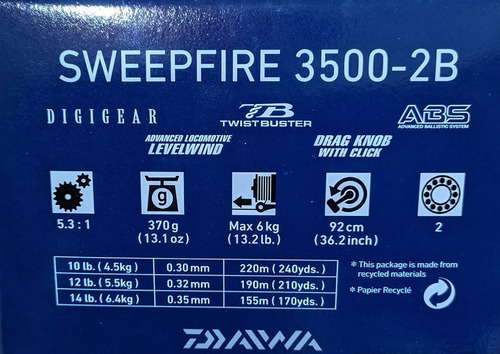 SWEEPFIRE 3500-2B
DIGIGEAR TB TWISTBUSTER ABS ADVANCED BALLISTIC SYSTEM
ADVANCED LOCOMOTIVE LEVELWIND DRAG KNOB WITH CLICK
g
5.3 : 1 370 g Max 6 kg 92 cm 2
(13.1 oz) (13.2 lb.) (36.2 inch)
10 lb. (4.5kg) 0.30 mm 220m (240yds.)
12 lb. (5.5kg) 0.32 mm 190m (210yds.)
14 lb. (6.4kg) 0.35 mm 155m (170yds.)
* This package is made from
recycled materials
* Papier Recyclé
DAIWA